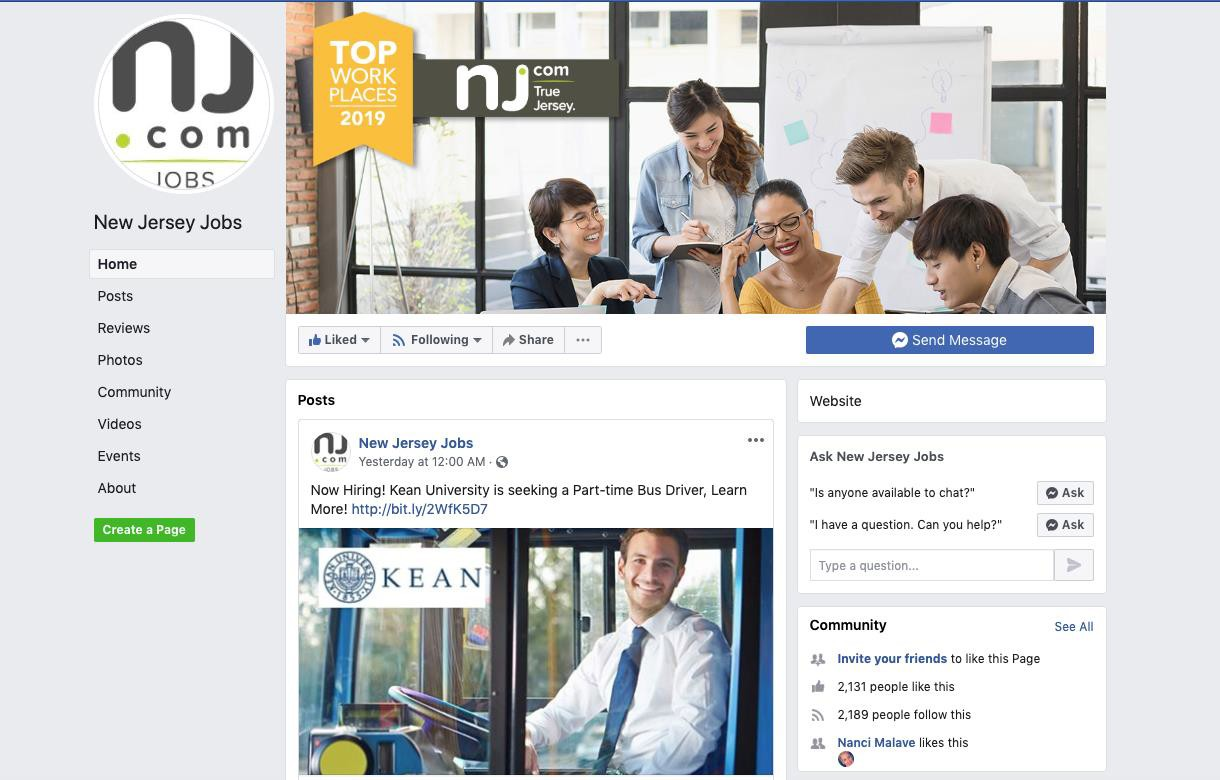 nj
.com
JOBS
New Jersey Jobs
Home
Posts
Reviews
Photos
Community
Videos
Events
About
Create a Page
TOP
WORK
PLACES
2019
nj com
True
Jersey.
Liked
Following
Share
Send Message
Posts
nj
.com
JOBS
New Jersey Jobs
Yesterday at 12:00 AM ·
Now Hiring! Kean University is seeking a Part-time Bus Driver, Learn
More! http://bit.ly/2WfK5D7
KEAN
Website
Ask New Jersey Jobs
"Is anyone available to chat?" Ask
"I have a question. Can you help?" Ask
Type a question...
Community See All
Invite your friends to like this Page
2,131 people like this
2,189 people follow this
Nanci Malave likes this